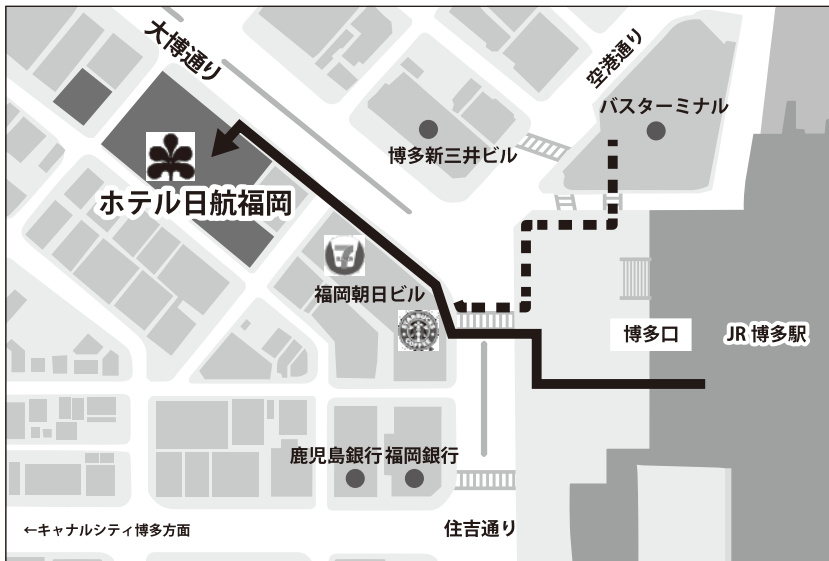 大博通り
空港通り
バスターミナル
博多新三井ビル
ホテル日航福岡
7
福岡朝日ビル
博多口
JR 博多駅
鹿児島銀行
福岡銀行
←キャナルシティ博多方面
住吉通り